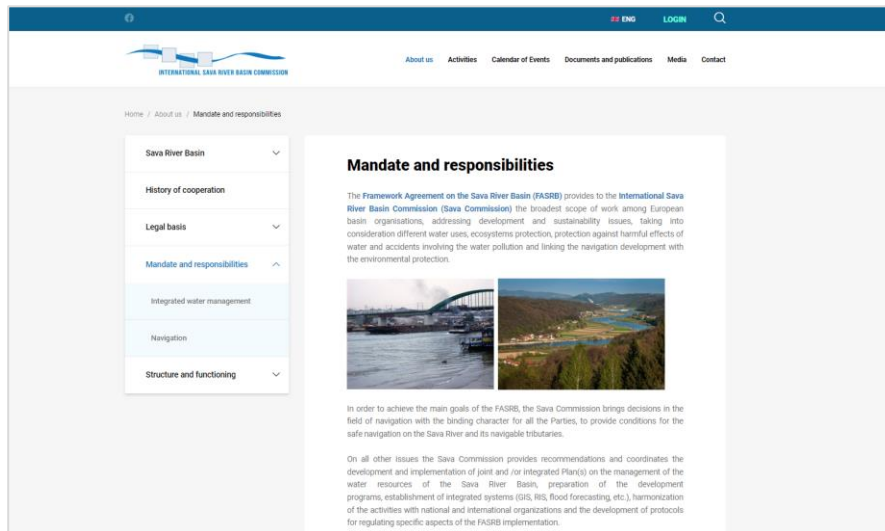 ENG
LOGIN
INTERNATIONAL SAVA RIVER BASIN COMMISSION
About us Activities Calendar of Events Documents and publications Media Contact
Home / About us / Mandate and responsibilities
Sava River Basin
History of cooperation
Legal basis
Mandate and responsibilities
Integrated water management
Navigation
Structure and functioning
Mandate and responsibilities
The Framework Agreement on the Sava River Basin (FASRB) provides to the International Sava
River Basin Commission (Sava Commission) the broadest scope of work among European
basin organisations, addressing development and sustainability issues, taking into
consideration different water uses, ecosystems protection, protection against harmful effects of
water and accidents involving the water pollution and linking the navigation development with
the environmental protection.
In order to achieve the main goals of the FASRB, the Sava Commission brings decisions in the
field of navigation with the binding character for all the Parties, to provide conditions for the
safe navigation on the Sava River and its navigable tributaries.
On all other issues the Sava Commission provides recommendations and coordinates the
development and implementation of joint and /or integrated Plan(s) on the management of the
water resources of the Sava River Basin, preparation of the development
programs, establishment of integrated systems (GIS, RIS, flood forecasting, etc.), harmonization
of the activities with national and international organizations and the development of protocols
for regulating specific aspects of the FASRB implementation.